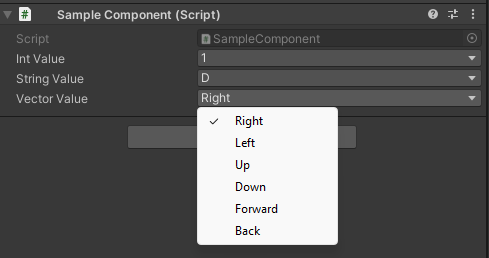 Sample Component (Script)
Script SampleComponent
Int Value 1
String Value D
Vector Value Right
Right
Left
Up
Down
Forward
Back